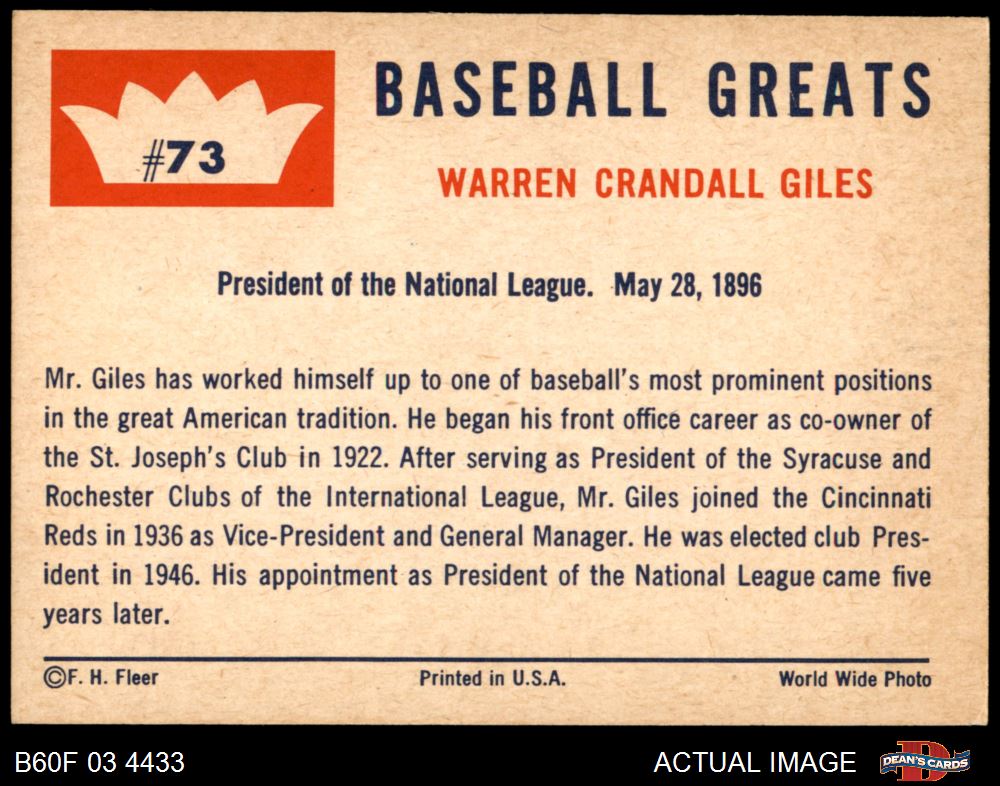 #73
BASEBALL GREATS
WARREN CRANDALL GILES
President of the National League. May 28, 1896
Mr. Giles has worked himself up to one of baseball's most prominent positions
in the great American tradition. He began his front office career as co-owner of
the St. Joseph's Club in 1922. After serving as President of the Syracuse and
Rochester Clubs of the International League, Mr. Giles joined the Cincinnati
Reds in 1936 as Vice-President and General Manager. He was elected club Pres-
ident in 1946. His appointment as President of the National League came five
years later.
©F. H. Fleer Printed in U.S.A. World Wide Photo
B60F 03 4433 ACTUAL IMAGE D DEAN'S CARDS